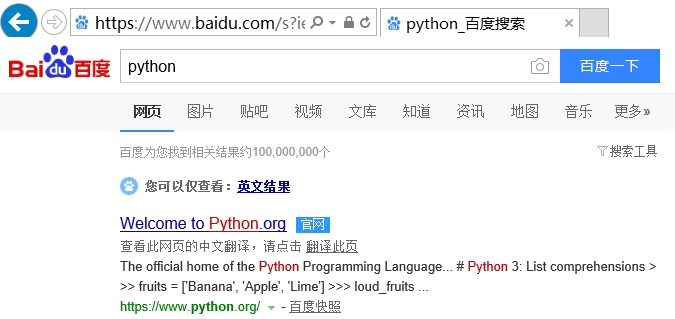 https://www.baidu.com/s?ie
python_百度搜索
Bai du 百度
python
百度一下
网页 图片 贴吧 视频 文库 知道 资讯 地图 音乐 更多»
百度为您找到相关结果约100,000,000个
搜索工具
您可以仅查看：英文结果
Welcome to Python.org 官网
查看此网页的中文翻译，请点击 翻译此页
The official home of the Python Programming Language... # Python 3: List comprehensions >
>> fruits = ['Banana', 'Apple', 'Lime'] >>> loud_fruits ...
https://www.python.org/ - 百度快照